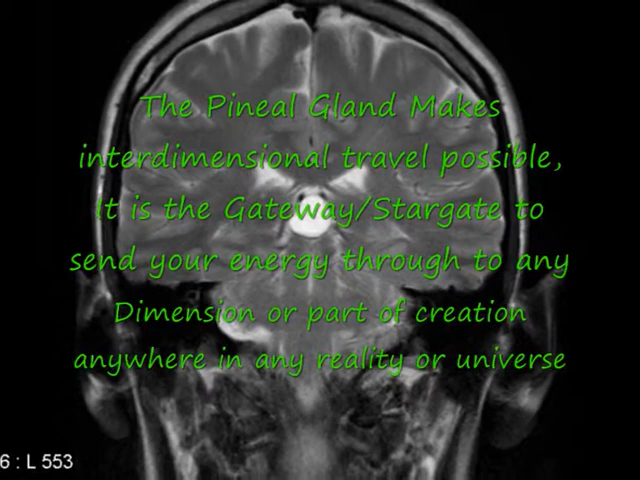 The Pineal Gland Makes
interdimensional travel possible,
It is the Gateway/Stargate to
send your energy through to any
Dimension or part of creation
anywhere in any reality or universe
6 : L 553